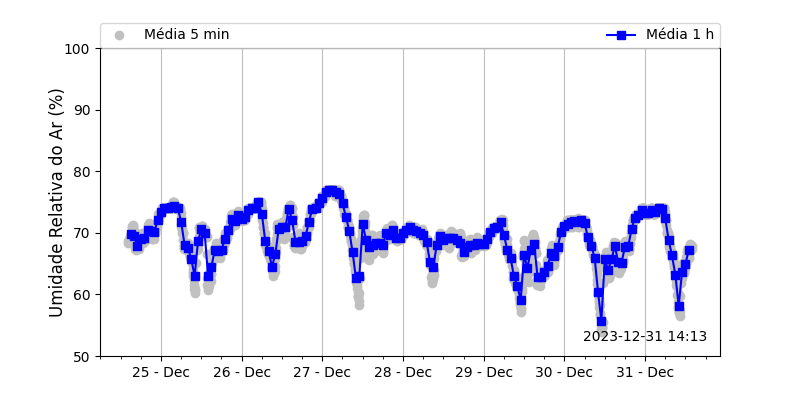 Média 5 min
Média 1 h
Umidade Relativa do Ar (%)
100
90
80
70
60
50
2023-12-31 14:13
25 - Dec
26 - Dec
27 - Dec
28 - Dec
29 - Dec
30 - Dec
31 - Dec